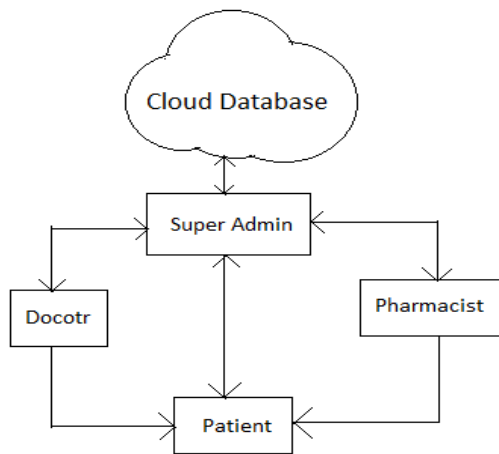 Cloud Database
Super Admin
Docotr
Pharmacist
Patient